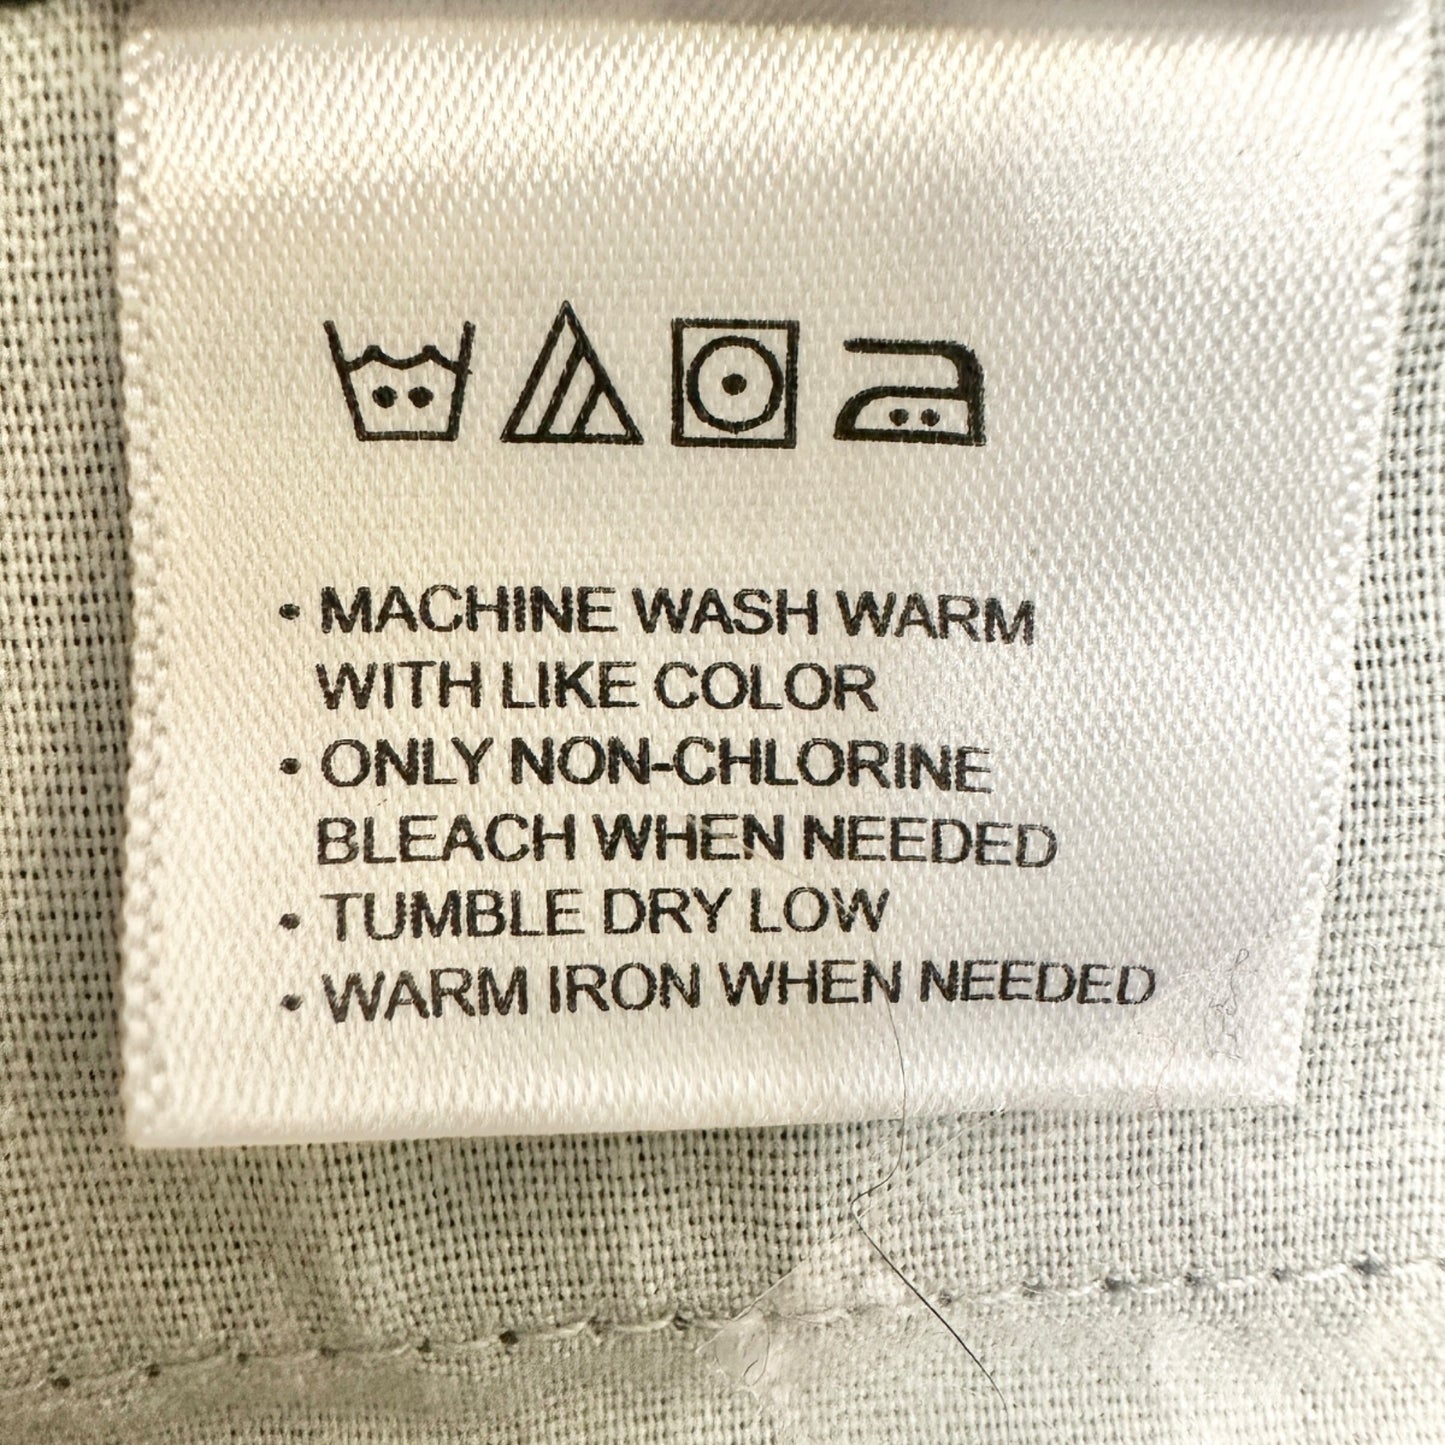 • MACHINE WASH WARM
WITH LIKE COLOR
• ONLY NON-CHLORINE
BLEACH WHEN NEEDED
• TUMBLE DRY LOW
• WARM IRON WHEN NEEDED